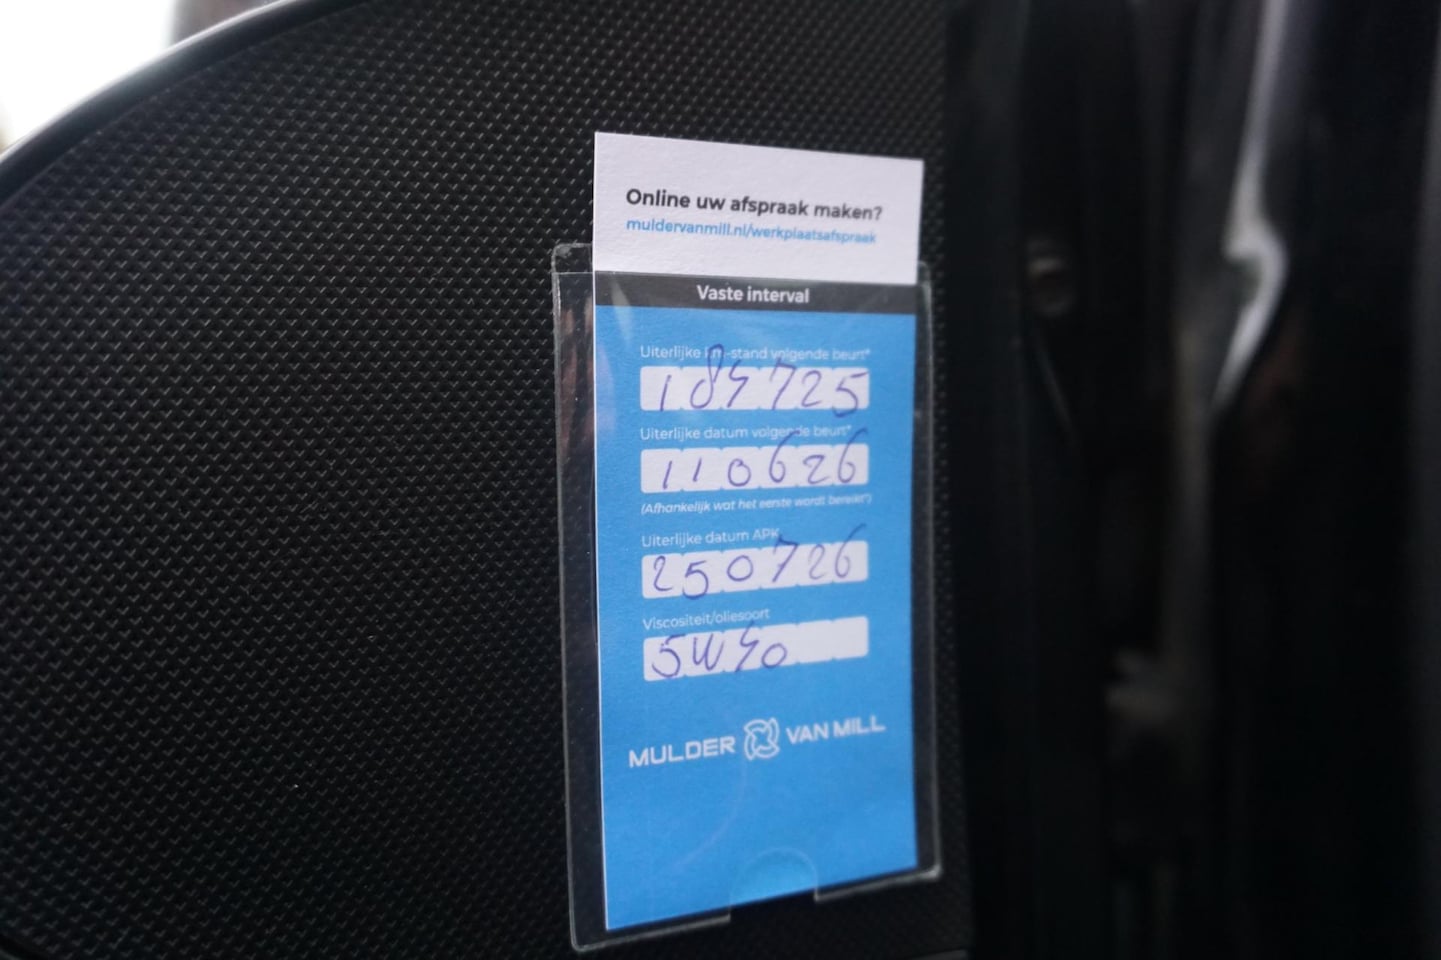 Online uw afspraak maken?
muldervanmill.nl/werkplaatsafspraak
Vaste interval
Uiterlijke km-stand volgende beurt*
184725
Uiterlijke datum volgende beurt*
110626
(Afhankelijk wat het eerste wordt bereikt*)
Uiterlijke datum APK
250726
Viscositeit/oliesoort
5W40
MULDER VAN MILL